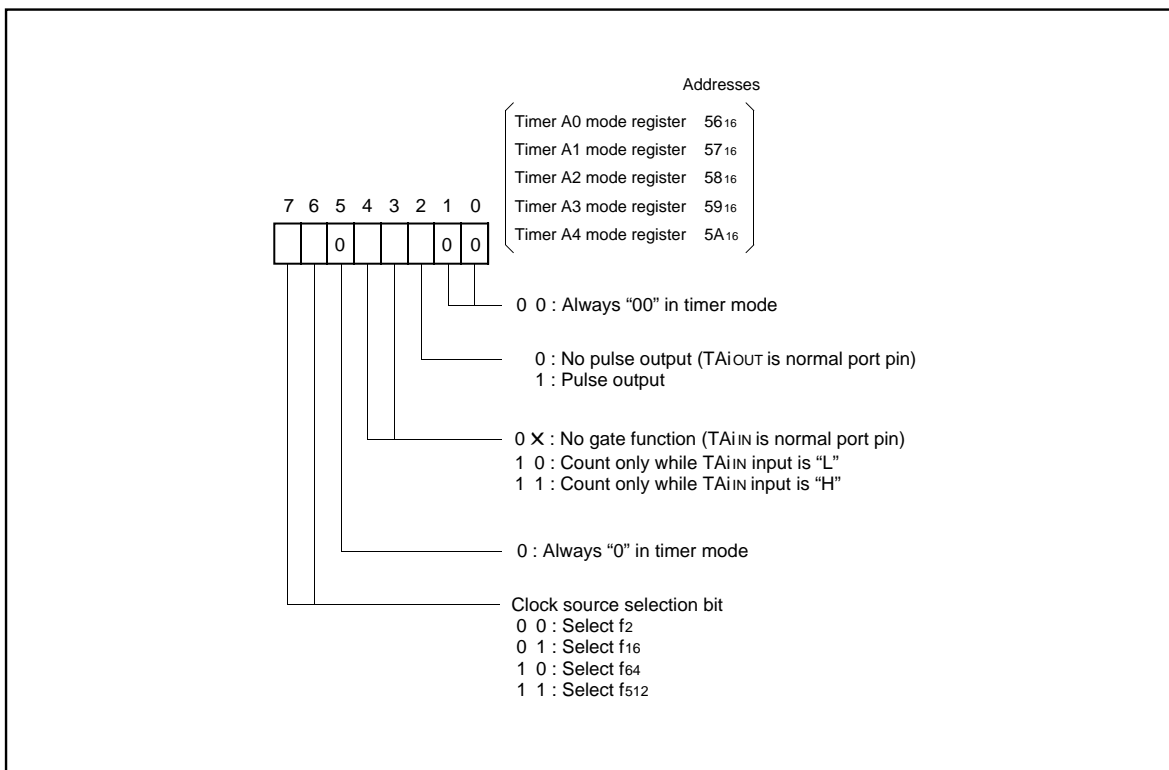 Addresses
Timer A0 mode register 56₁₆
Timer A1 mode register 57₁₆
Timer A2 mode register 58₁₆
Timer A3 mode register 59₁₆
Timer A4 mode register 5A₁₆
7 6 5 4 3 2 1 0
0 0 0
0 0 : Always “00” in timer mode
0 : No pulse output (TAiOUT is normal port pin)
1 : Pulse output
0 ✕ : No gate function (TAiIN is normal port pin)
1 0 : Count only while TAiIN input is “L”
1 1 : Count only while TAiIN input is “H”
0 : Always “0” in timer mode
Clock source selection bit
0 0 : Select f₂
0 1 : Select f₁₆
1 0 : Select f₆₄
1 1 : Select f₅₁₂